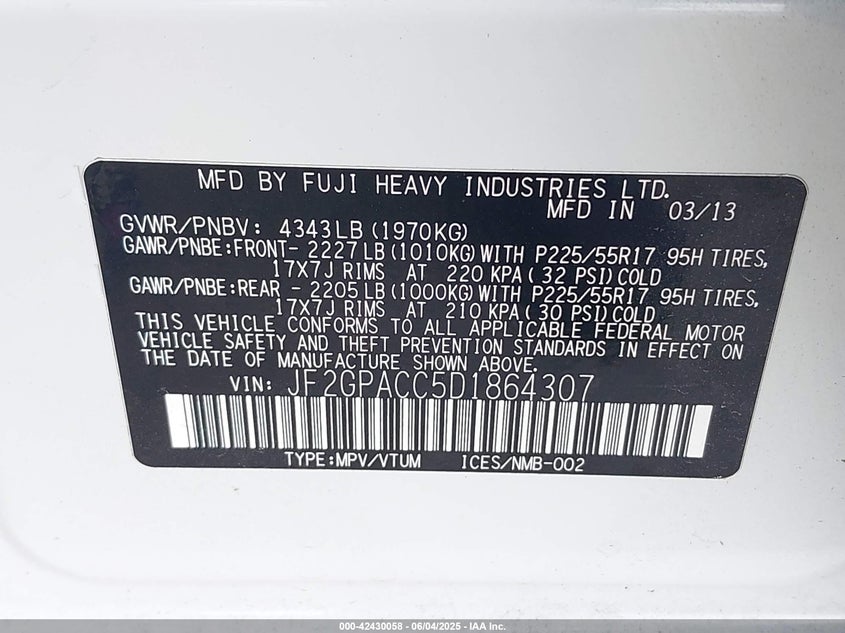 MFD BY FUJI HEAVY INDUSTRIES LTD.
MFD IN 03/13
GVWR/PNBV: 4343LB (1970KG)
GAWR/PNBE:FRONT- 2227LB(1010KG)WITH P225/55R17 95H TIRES,
17X7J RIMS AT 220 KPA(32 PSI)COLD
GAWR/PNBE:REAR - 2205LB(1000KG)WITH P225/55R17 95H TIRES,
17X7J RIMS AT 210 KPA(30 PSI)COLD
THIS VEHICLE CONFORMS TO ALL APPLICABLE FEDERAL MOTOR
VEHICLE SAFETY AND THEFT PREVENTION STANDARDS IN EFFECT ON
THE DATE OF MANUFACTURE SHOWN ABOVE.
VIN: JF2GPACC5D1864307
TYPE:MPV/VTUM ICES/NMB-002
000-42430058 - 06/04/2025 - IAA Inc.